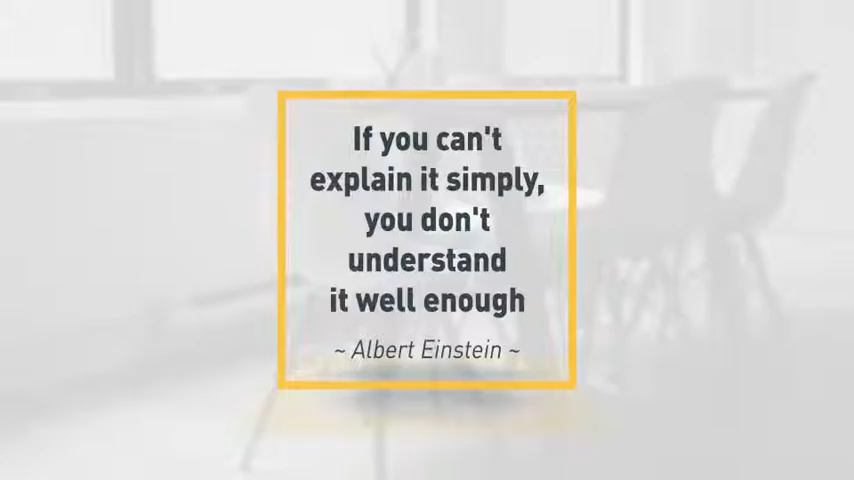 If you can't
explain it simply,
you don't
understand
it well enough
~ Albert Einstein ~